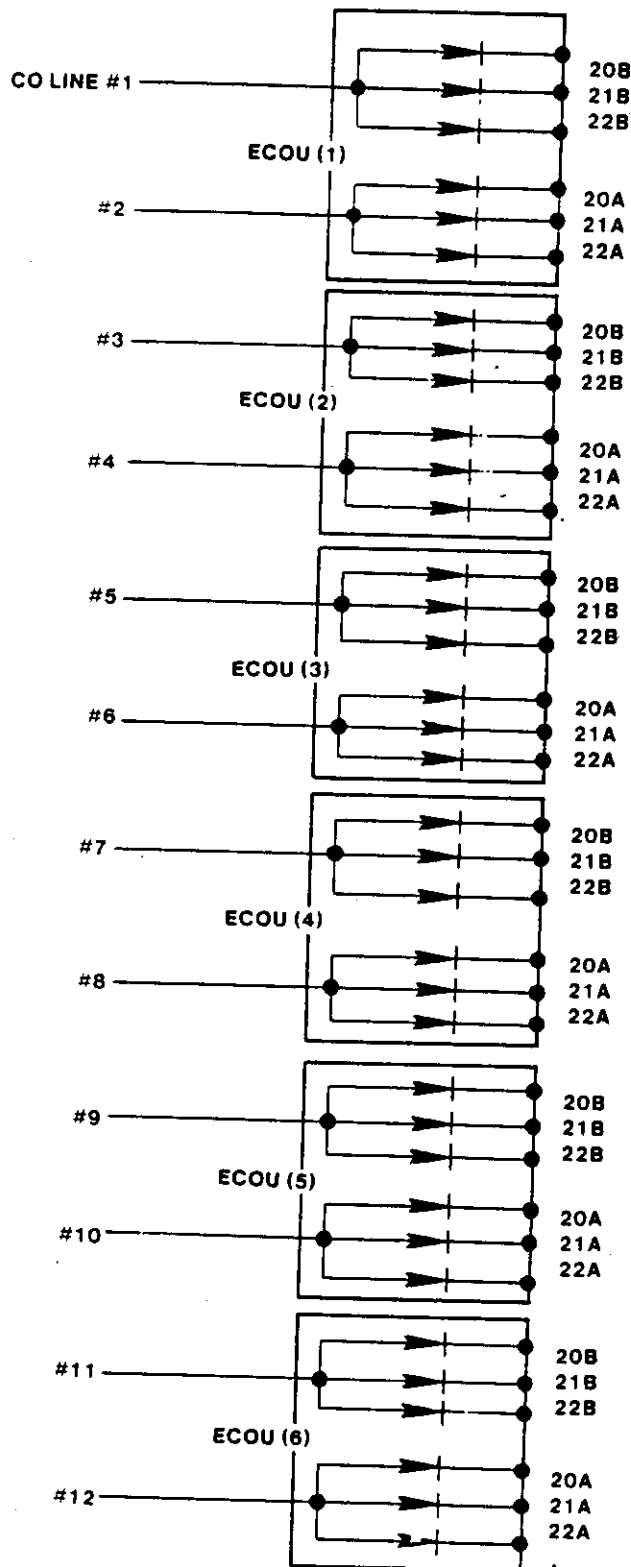 CO LINE #1
20B
21B
22B
ECOU (1)
#2
20A
21A
22A
#3
20B
21B
22B
ECOU (2)
#4
20A
21A
22A
#5
20B
21B
22B
ECOU (3)
#6
20A
21A
22A
#7
20B
21B
22B
ECOU (4)
#8
20A
21A
22A
#9
20B
21B
22B
ECOU (5)
#10
20A
21A
22A
#11
20B
21B
22B
ECOU (6)
#12
20A
21A
22A